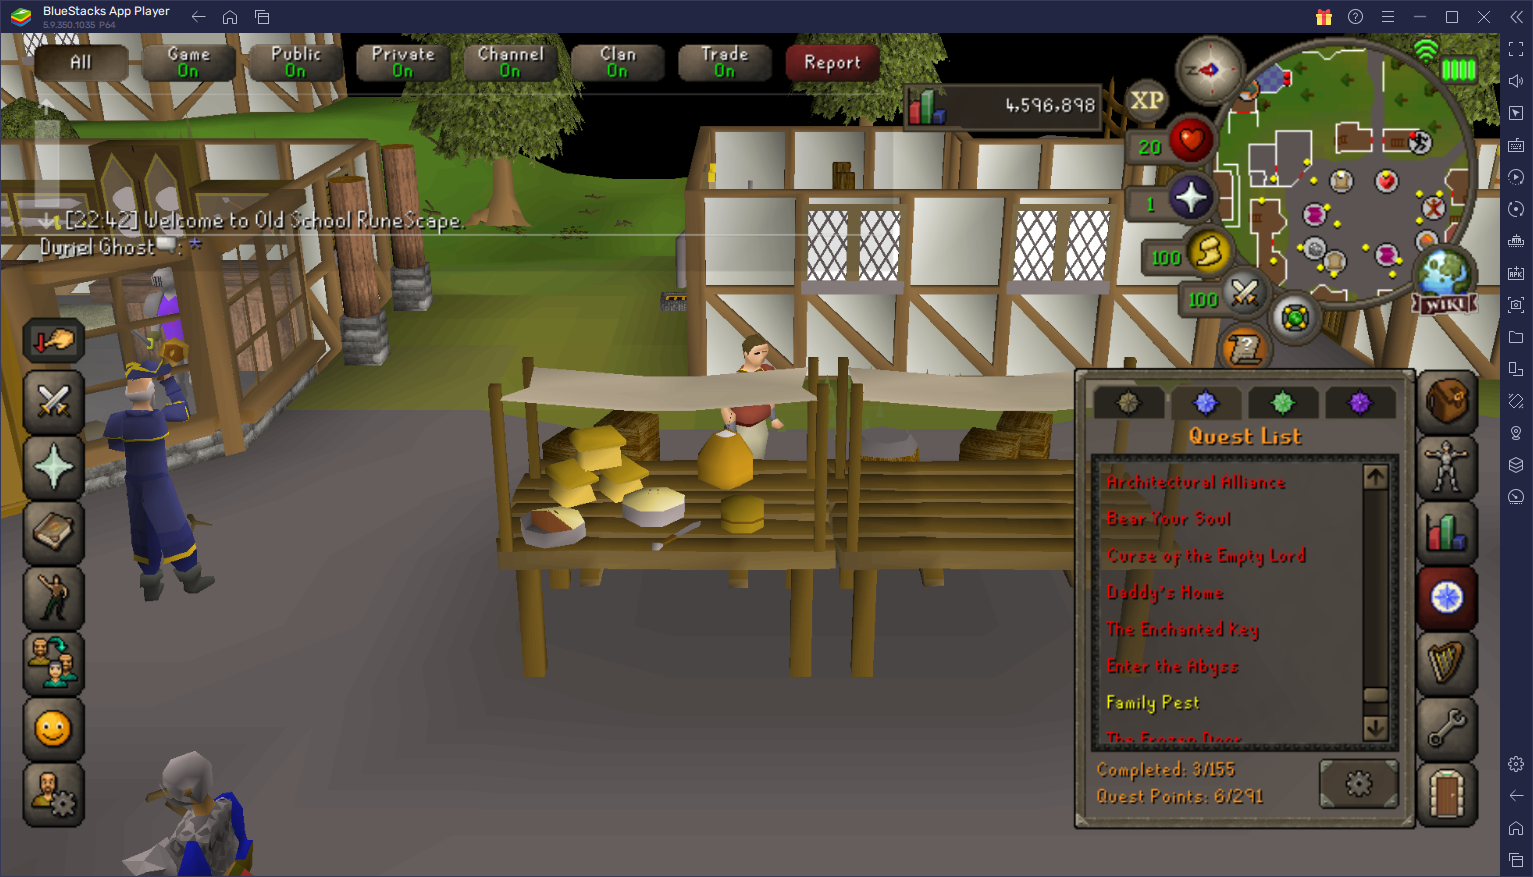 BlueStacks App Player
5.9.350.1035 P64
All
Game
On
Public
On
Private
On
Channel
On
Clan
On
Trade
On
Report
4,596,898
XP
20
1
100
100
WIKI
[22:42] Welcome to Old School RuneScape.
Duriel Ghost: *
Quest List
Architectural Alliance
Bear Your Soul
Curse of the Empty Lord
Daddy's Home
The Enchanted Key
Enter the Abyss
Family Pest
The Frozen Door
Completed: 3/155
Quest Points: 6/291